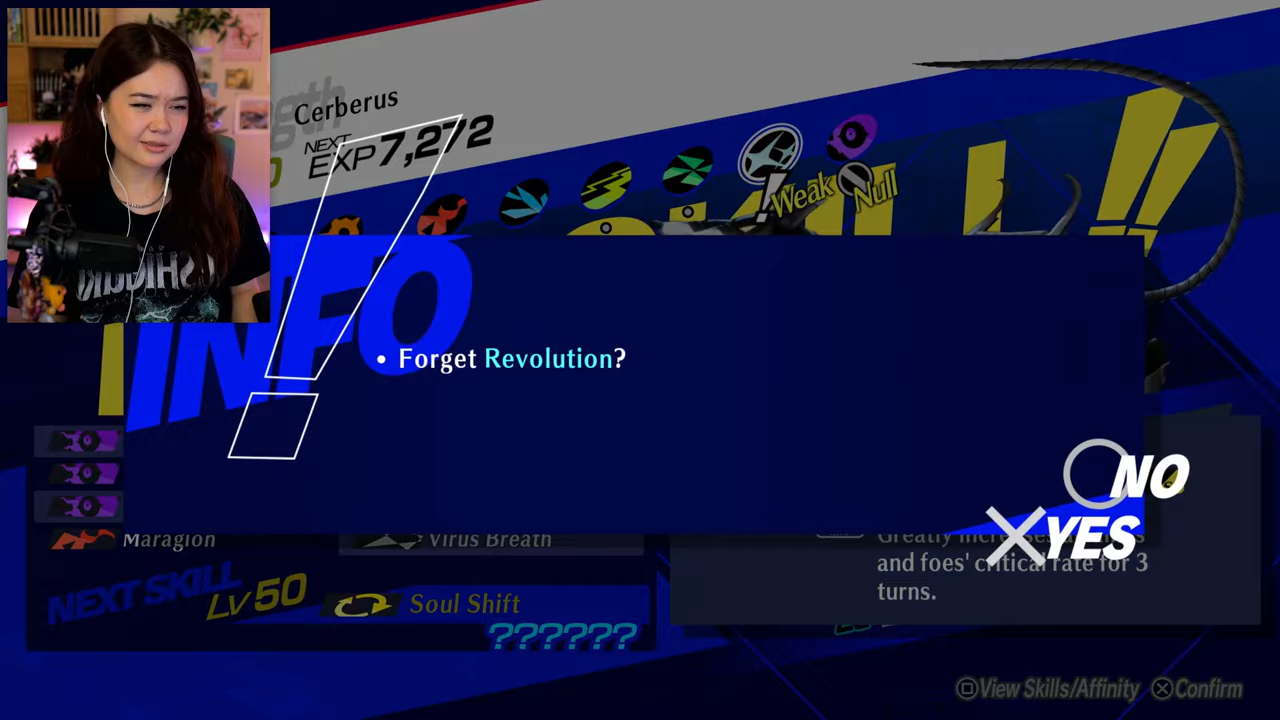 Cerberus
NEXT
EXP 7,272
Weak
Null
INFO
• Forget Revolution?
NO
YES
Maragion
Virus Breath
and foes' critical rate for 3
turns.
NEXT SKILL
Lv 50
Soul Shift
??????
View Skills/Affinity
Confirm